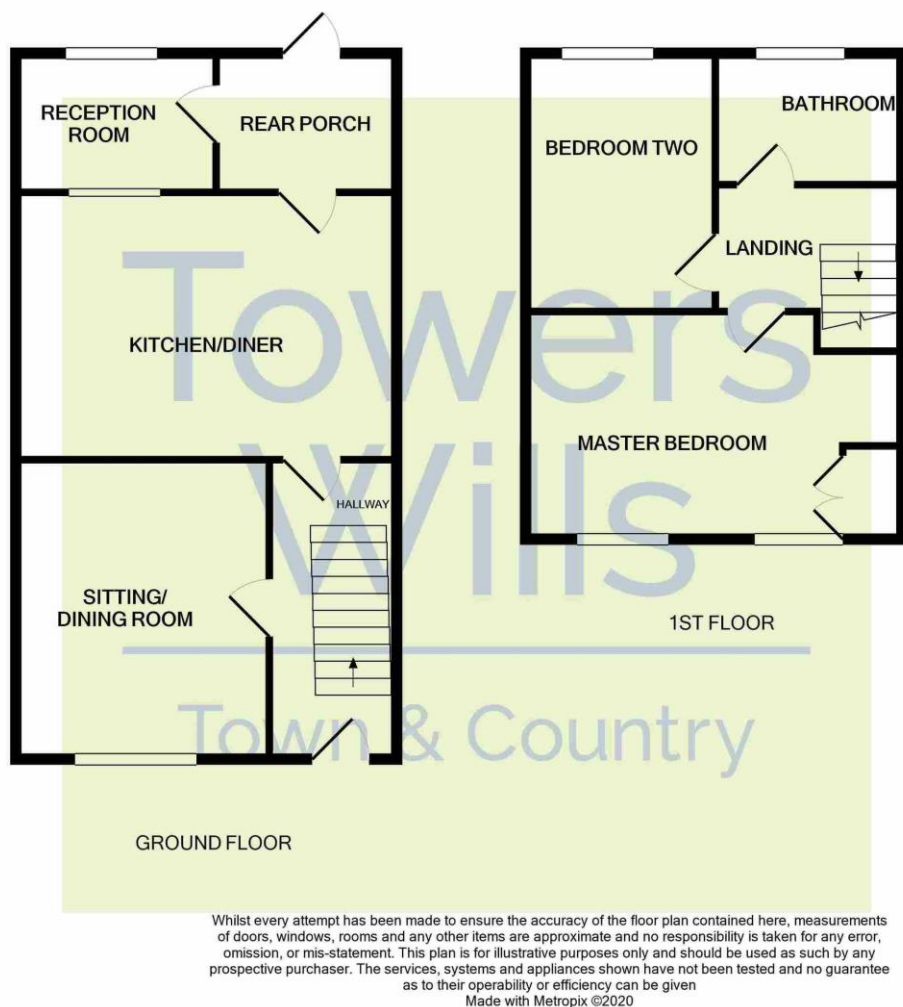 RECEPTION
ROOM
REAR PORCH
KITCHEN/DINER
HALLWAY
SITTING/
DINING ROOM
GROUND FLOOR
BEDROOM TWO
BATHROOM
LANDING
MASTER BEDROOM
1ST FLOOR
Towers
Wills
Town & Country
Whilst every attempt has been made to ensure the accuracy of the floor plan contained here, measurements
of doors, windows, rooms and any other items are approximate and no responsibility is taken for any error,
omission, or mis-statement. This plan is for illustrative purposes only and should be used as such by any
prospective purchaser. The services, systems and appliances shown have not been tested and no guarantee
as to their operability or efficiency can be given
Made with Metropix ©2020